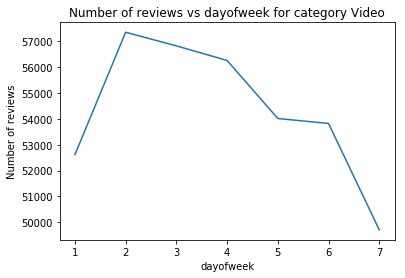 Number of reviews vs dayofweek for category Video
Number of reviews
57000
56000
55000
54000
53000
52000
51000
50000
1 2 3 4 5 6 7
dayofweek